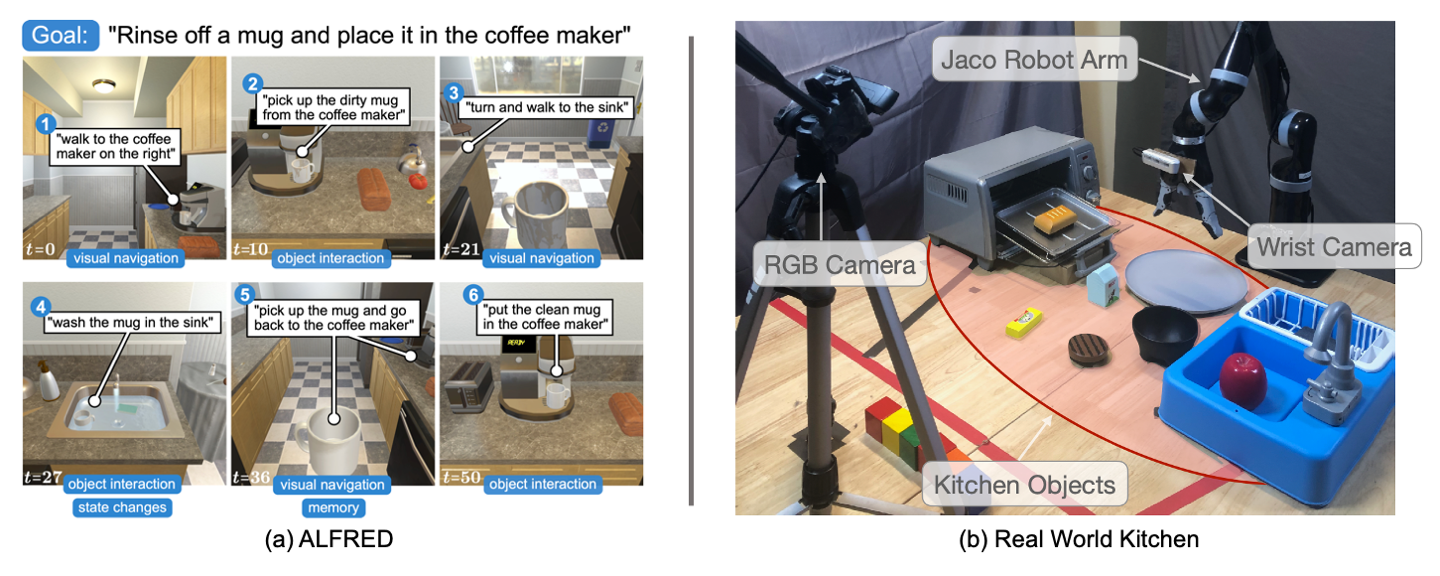 Goal: "Rinse off a mug and place it in the coffee maker"
1
"walk to the coffee
maker on the right"
t=0
visual navigation
2
"pick up the dirty mug
from the coffee maker"
t=10
object interaction
3
"turn and walk to the sink"
t=21
visual navigation
4
"wash the mug in the sink"
t=27
object interaction
state changes
5
"pick up the mug and go
back to the coffee maker"
t=36
visual navigation
memory
6
"put the clean mug
in the coffee maker"
READY
t=50
object interaction
(a) ALFRED
Jaco Robot Arm
RGB Camera
Wrist Camera
Kitchen Objects
(b) Real World Kitchen